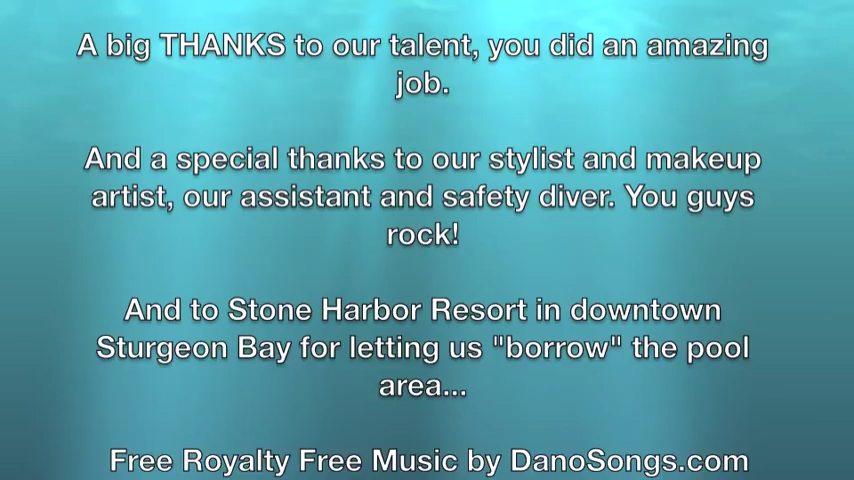 A big THANKS to our talent, you did an amazing
job.
And a special thanks to our stylist and makeup
artist, our assistant and safety diver. You guys
rock!
And to Stone Harbor Resort in downtown
Sturgeon Bay for letting us "borrow" the pool
area...
Free Royalty Free Music by DanoSongs.com